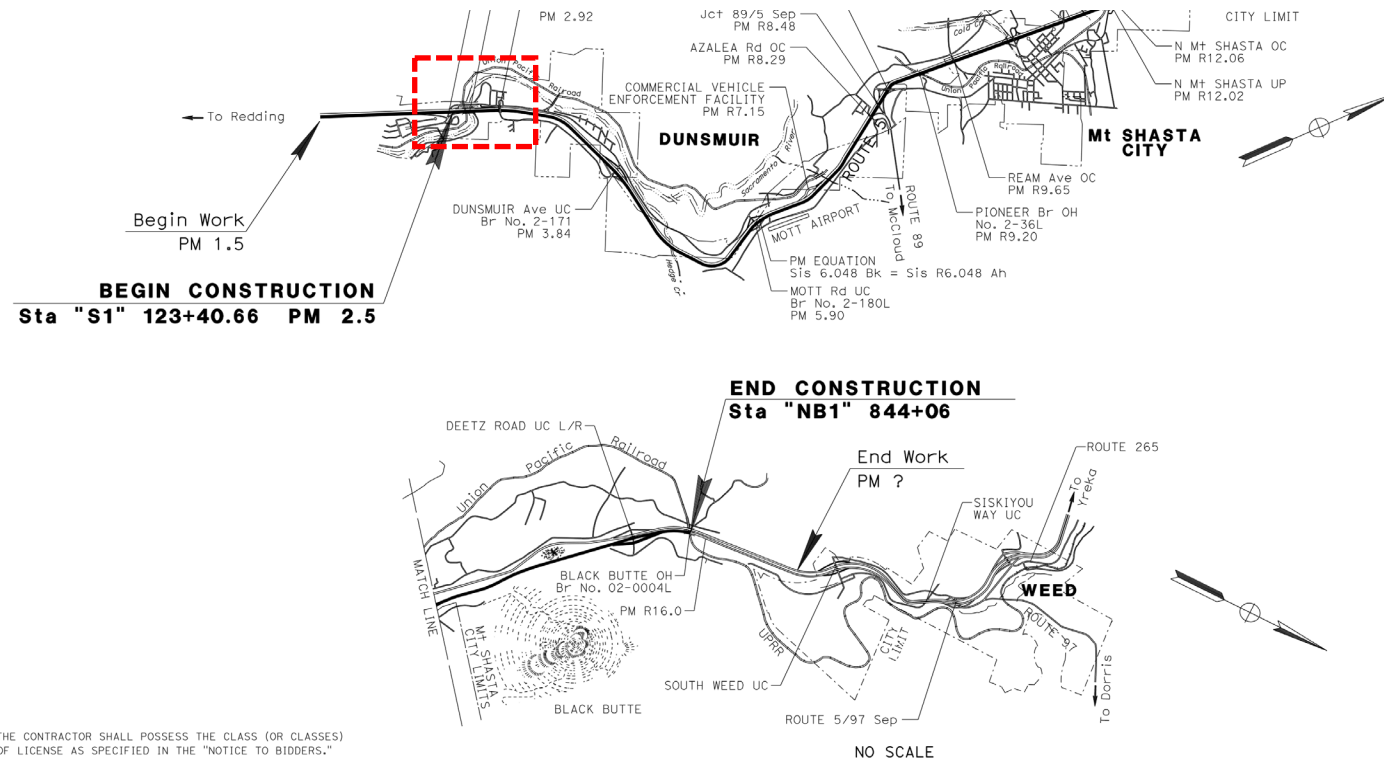 PM 2.92
Jct 89/5 Sep
PM R8.48
CITY LIMIT
AZALEA Rd OC
PM R8.29
N Mt SHASTA OC
PM R12.06
COMMERCIAL VEHICLE
ENFORCEMENT FACILITY
PM R7.15
N Mt SHASTA UP
PM R12.02
Union Pacific Railroad
Union Pacific Railroad
Cold
To Redding
DUNSMUIR
Mt SHASTA
CITY
Sacramento River
ROUTE 5
REAM Ave OC
PM R9.65
ROUTE 89
To McCloud
DUNSMUIR Ave UC
Br No. 2-171
PM 3.84
PIONEER Br OH
No. 2-36L
PM R9.20
MOTT AIRPORT
Begin Work
PM 1.5
Hedge Cr
PM EQUATION
Sis 6.048 Bk = Sis R6.048 Ah
MOTT Rd UC
Br No. 2-180L
PM 5.90
BEGIN CONSTRUCTION
Sta "S1" 123+40.66 PM 2.5
END CONSTRUCTION
Sta "NB1" 844+06
DEETZ ROAD UC L/R
Union Pacific Railroad
End Work
PM ?
ROUTE 265
To Yreka
SISKIYOU
WAY UC
MATCH LINE
BLACK BUTTE OH
Br No. 02-0004L
PM R16.0
WEED
ROUTE 97
Mt SHASTA
CITY LIMITS
UPRR
CITY
LIMIT
SOUTH WEED UC
To Dorris
BLACK BUTTE
ROUTE 5/97 Sep
THE CONTRACTOR SHALL POSSESS THE CLASS (OR CLASSES)
OF LICENSE AS SPECIFIED IN THE "NOTICE TO BIDDERS."
NO SCALE